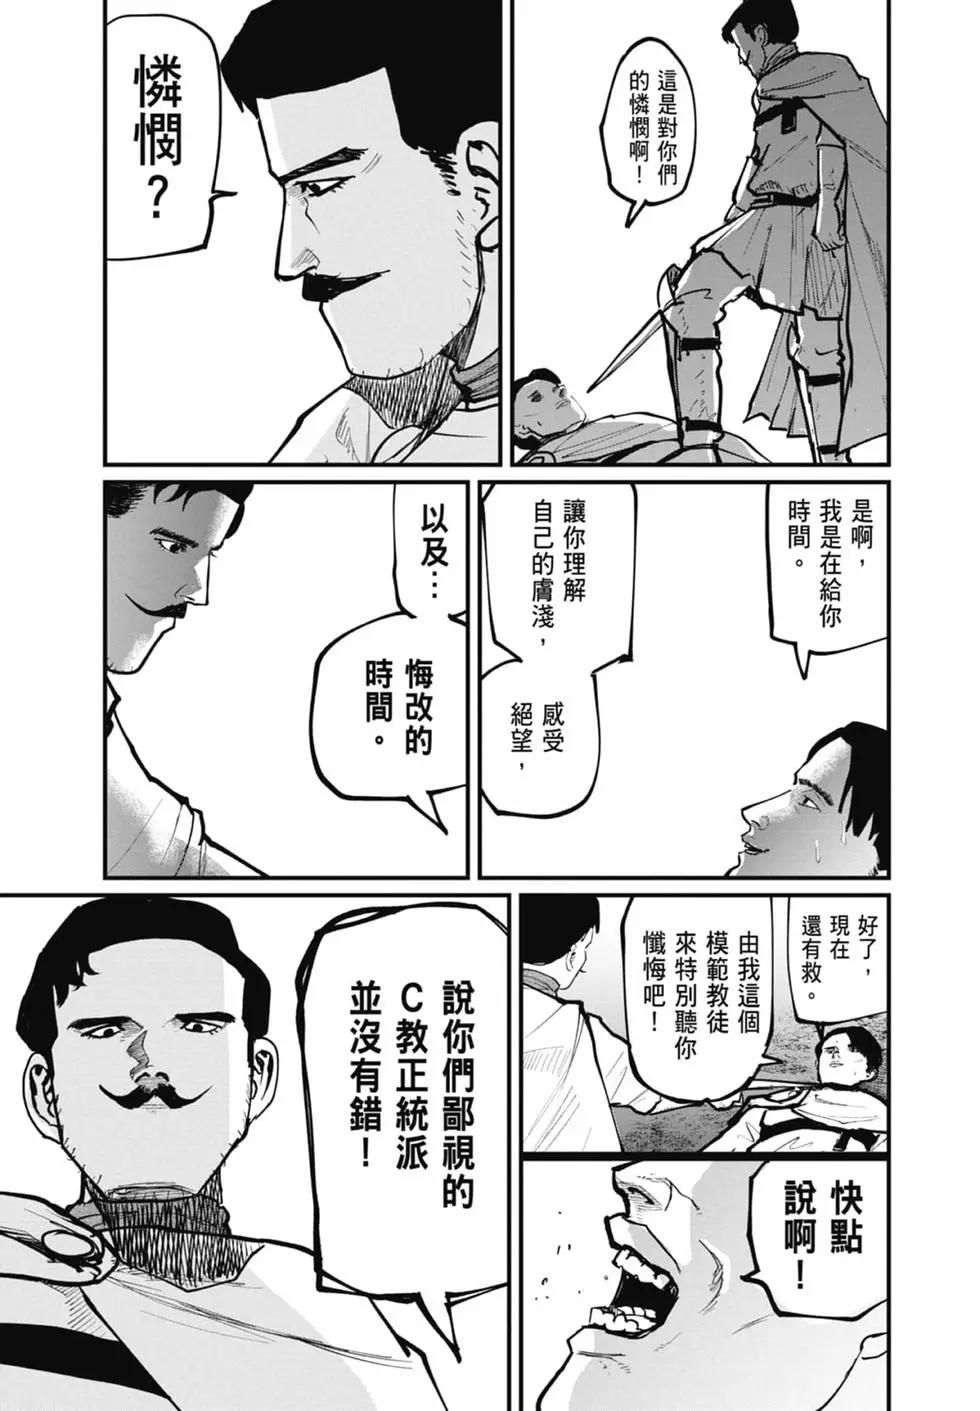 這是對你們
的憐憫啊！
憐憫？
是啊，
我是在給你
時間。
讓你理解
自己的膚淺，
感受
絕望，
以及…
悔改的
時間。
好了，
現在
還有救。
由我這個
模範教徒
來特別聽你
懺悔吧！
快點
說啊！
說你們鄙視的
C教正統派
並沒有錯！